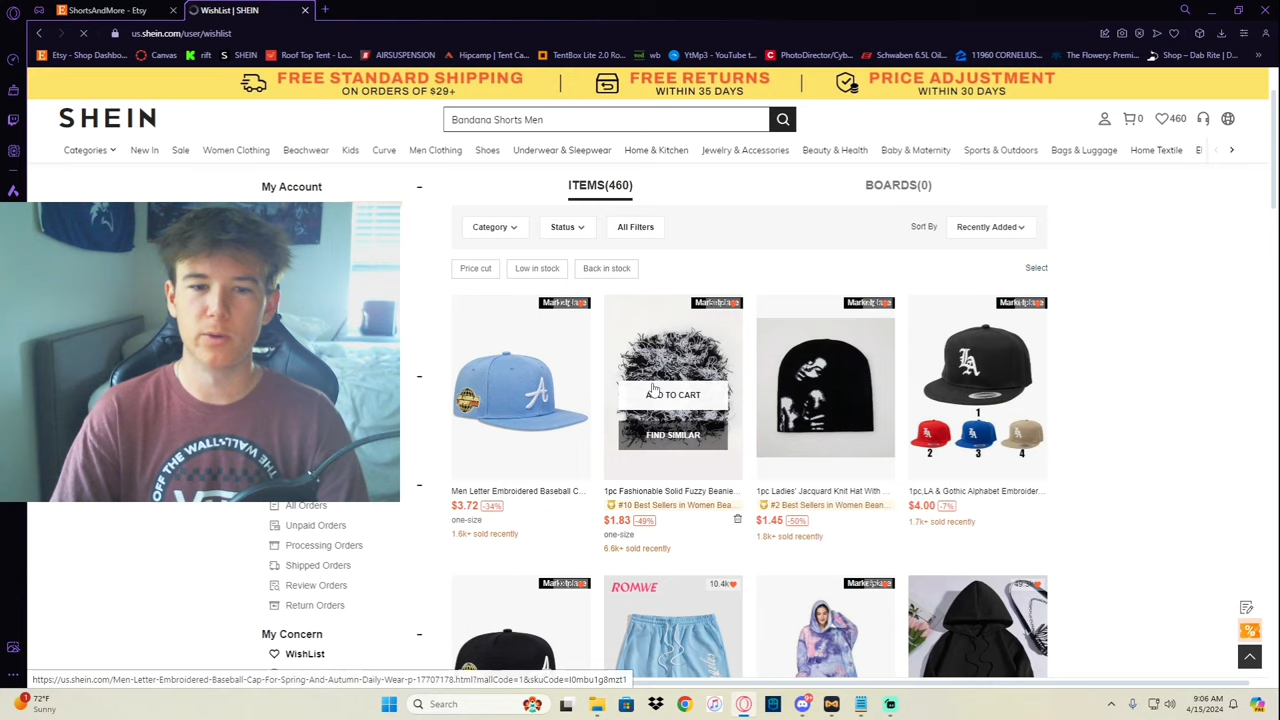 ShortsAndMore - Etsy
WishList | SHEIN
us.shein.com/user/wishlist
Etsy - Shop Dashbo...
Canva
rift
SHEIN
Roof Top Tent - Lo...
AIRSUSPENSION
Hipcamp | Tent Cam...
TentBox Lite 2.0 Ro...
wb
YtMp3 - YouTube t...
PhotoDirector/Cyb...
Schwaben 6.5L Oil...
11960 CORNELIUS...
The Flowery: Premi...
Shop – Dab Rite | D...
FREE STANDARD SHIPPING
ON ORDERS OF $29+
FREE RETURNS
WITHIN 35 DAYS
PRICE ADJUSTMENT
WITHIN 30 DAYS
SHEIN
Bandana Shorts Men
0
460
Categories
New In
Sale
Women Clothing
Beachwear
Kids
Curve
Men Clothing
Shoes
Underwear & Sleepwear
Home & Kitchen
Jewelry & Accessories
Beauty & Health
Baby & Maternity
Sports & Outdoors
Bags & Luggage
Home Textile
My Account
ITEMS(460)
BOARDS(0)
Category
Status
All Filters
Sort By
Recently Added
Price cut
Low in stock
Back in stock
Select
LA
1
2
3
4
ADD TO CART
FIND SIMILAR
OFF THE WALL
Men Letter Embroidered Baseball C...
$3.72 -34%
one-size
1.6k+ sold recently
1pc Fashionable Solid Fuzzy Beanie...
#10 Best Sellers in Women Bea...
$1.83 -49%
one-size
6.6k+ sold recently
1pc Ladies' Jacquard Knit Hat With ...
#2 Best Sellers in Women Bean...
$1.45 -50%
1.8k+ sold recently
1pc,LA & Gothic Alphabet Embroider...
$4.00 -7%
1.7k+ sold recently
All Orders
Unpaid Orders
Processing Orders
Shipped Orders
Review Orders
Return Orders
My Concern
WishList
ROMWE
10.4k
https://us.shein.com/Men-Letter-Embroidered-Baseball-Cap-For-Spring-And-Autumn-Daily-Wear-p-17707178.html?mallCode=1&skuCode=I0mbu1g8mzt1
72°F
Sunny
Search
9:06 AM
4/15/2024